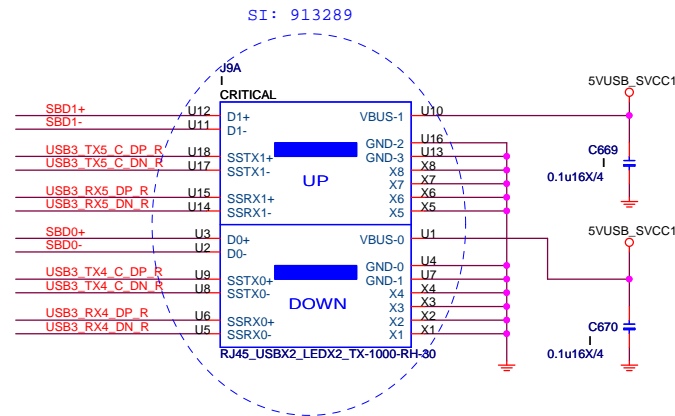 SI: 913289
J9A
I
CRITICAL
5VUSB_SVCC1
SBD1+ U12 D1+ VBUS-1 U10
SBD1- U11 D1-
GND-2 U16
USB3_TX5_C_DP_R U18 SSTX1+ GND-3 U13
USB3_TX5_C_DN_R U17 SSTX1- X8 X8
UP X7 X7
USB3_RX5_DP_R U15 SSRX1+ X6 X6
USB3_RX5_DN_R U14 SSRX1- X5 X5
C669
I
0.1u16X/4
5VUSB_SVCC1
SBD0+ U3 D0+ VBUS-0 U1
SBD0- U2 D0-
GND-0 U4
USB3_TX4_C_DP_R U9 SSTX0+ GND-1 U7
USB3_TX4_C_DN_R U8 SSTX0- X4 X4
DOWN X3 X3
USB3_RX4_DP_R U6 SSRX0+ X2 X2
USB3_RX4_DN_R U5 SSRX0- X1 X1
C670
I
0.1u16X/4
RJ45_USBX2_LEDX2_TX-1000-RH-30